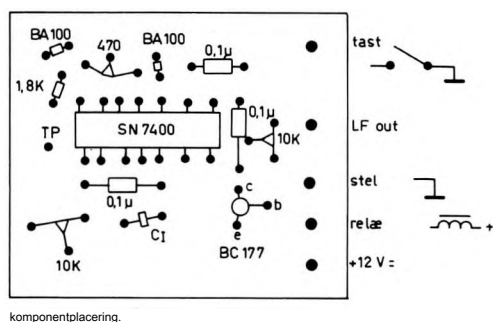 BA100
470
BA100
0,1µ
tast
1,8K
0,1µ
SN 7400
TP
10K
LF out
0,1µ
stel
c
b
e
CI
BC 177
relæ
+
10K
+12 V =
komponentplacering.